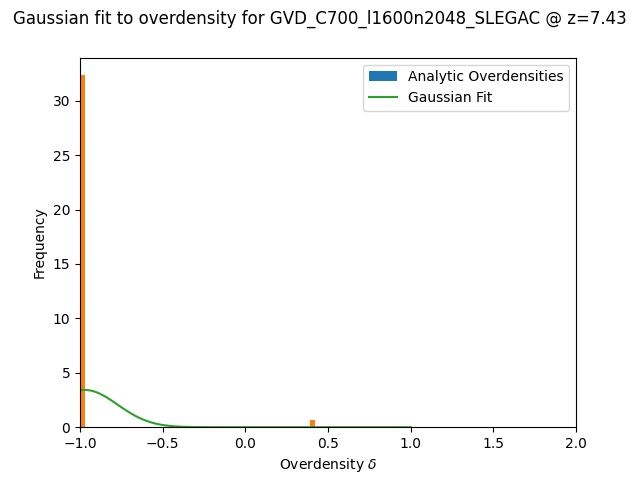 Gaussian fit to overdensity for GVD_C700_l1600n2048_SLEGAC @ z=7.43
Analytic Overdensities
Gaussian Fit
Frequency
30
25
20
15
10
5
0
−1.0 −0.5 0.0 0.5 1.0 1.5 2.0
Overdensity δ